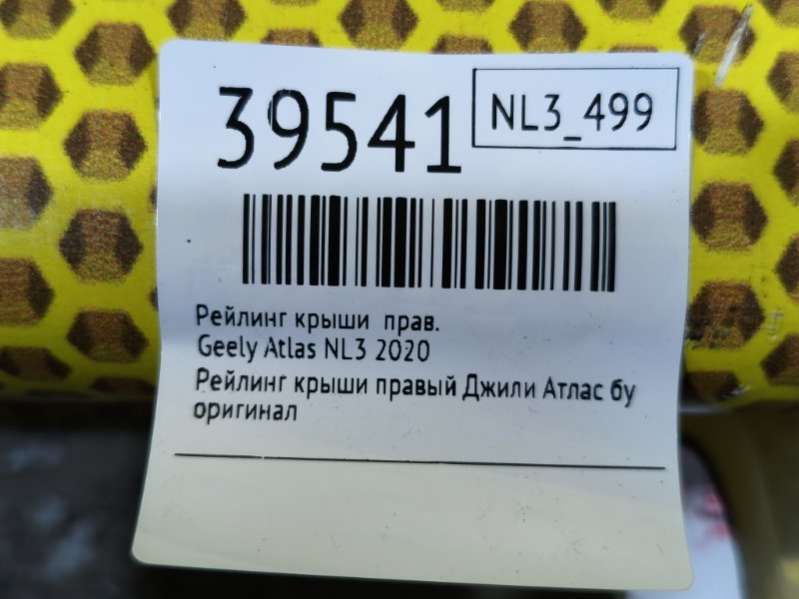 39541
NL3_499
Рейлинг крыши прав.
Geely Atlas NL3 2020
Рейлинг крыши правый Джили Атлас бу
оригинал